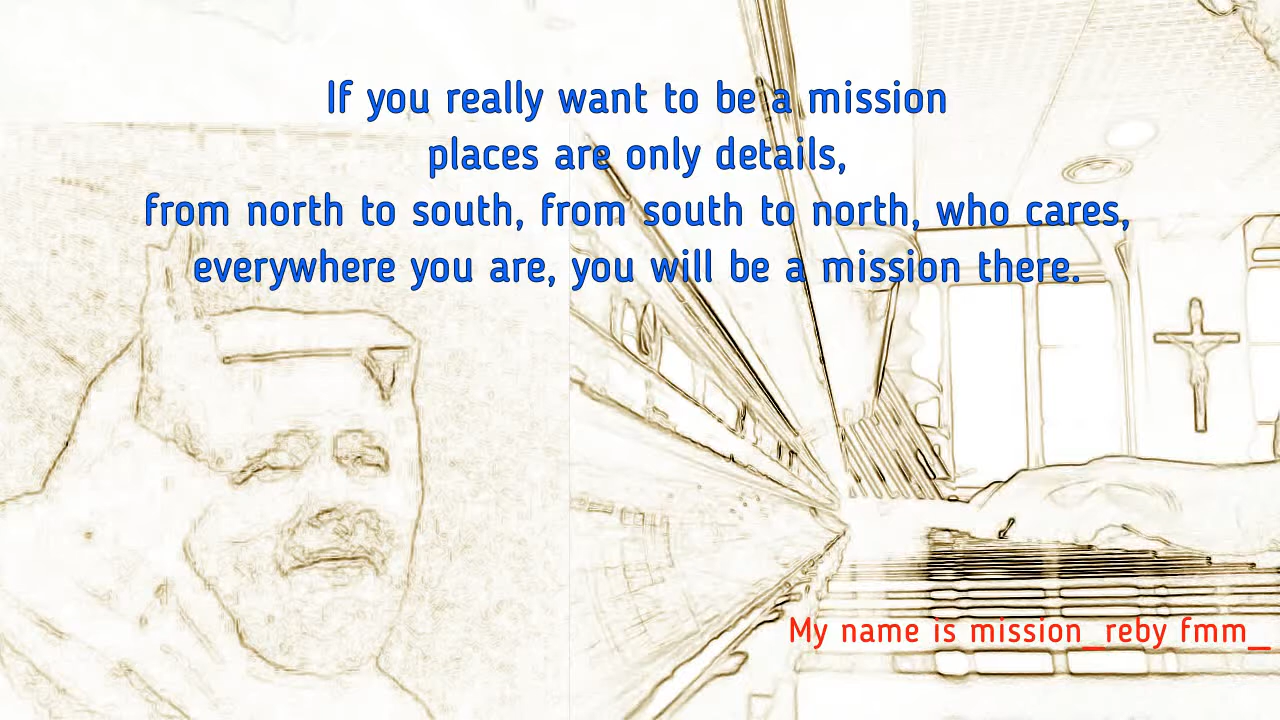 If you really want to be a mission
places are only details,
from north to south, from south to north, who cares,
everywhere you are, you will be a mission there.
My name is mission_reby fmm_